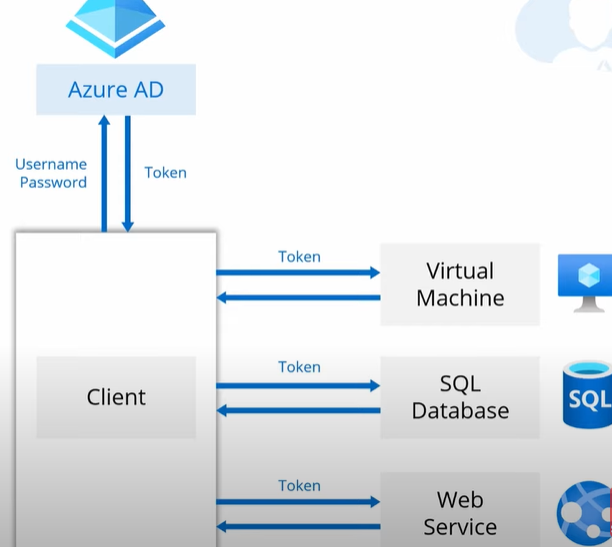 Azure AD
Username
Password
Token
Token
Virtual
Machine
Client
Token
SQL
Database
SQL
Token
Web
Service